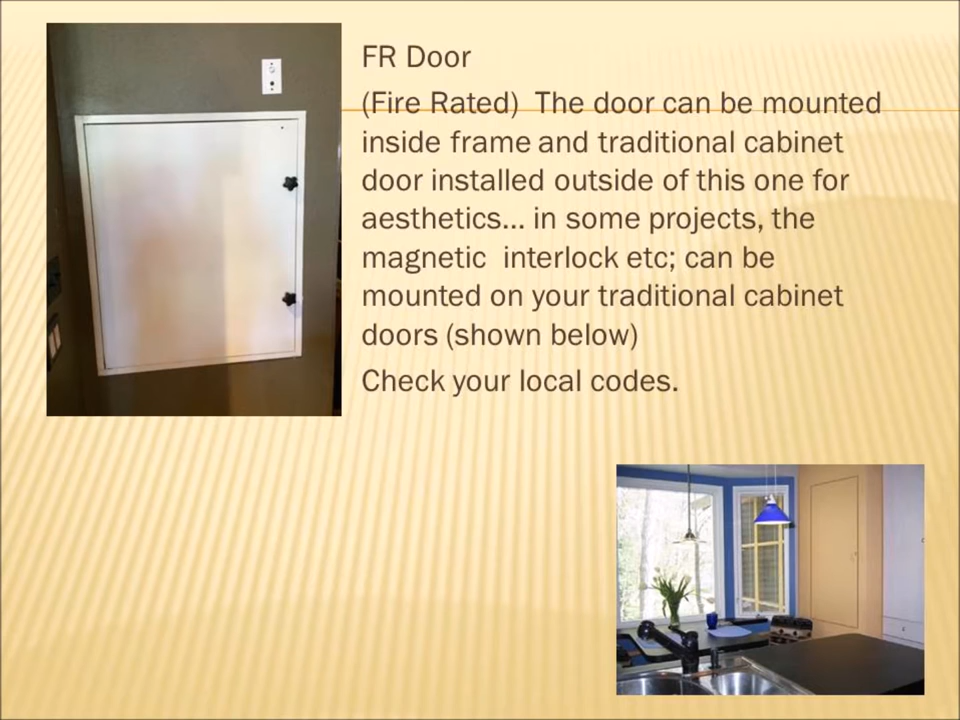 FR Door
(Fire Rated)  The door can be mounted
inside frame and traditional cabinet
door installed outside of this one for
aesthetics... in some projects, the
magnetic  interlock etc; can be
mounted on your traditional cabinet
doors (shown below)
Check your local codes.